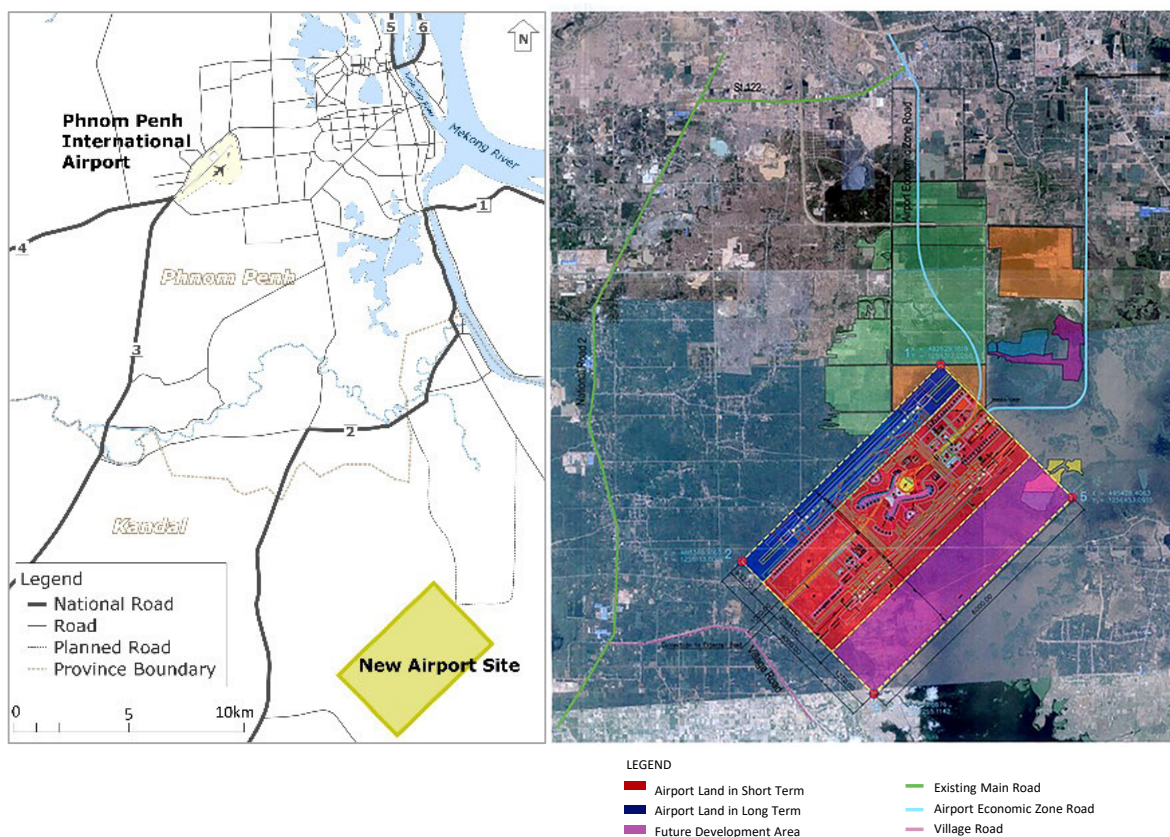 5
6
N
Phnom Penh
International
Airport
Mekong River
1
4
Phnom Penh
3
2
Kandal
Legend
National Road
Road
Planned Road
Province Boundary
0
5
10km
New Airport Site
St.122
Airport Economic Zone Road
National Road 2
1
2
5
Village Road
LEGEND
Airport Land in Short Term
Airport Land in Long Term
Future Development Area
Existing Main Road
Airport Economic Zone Road
Village Road